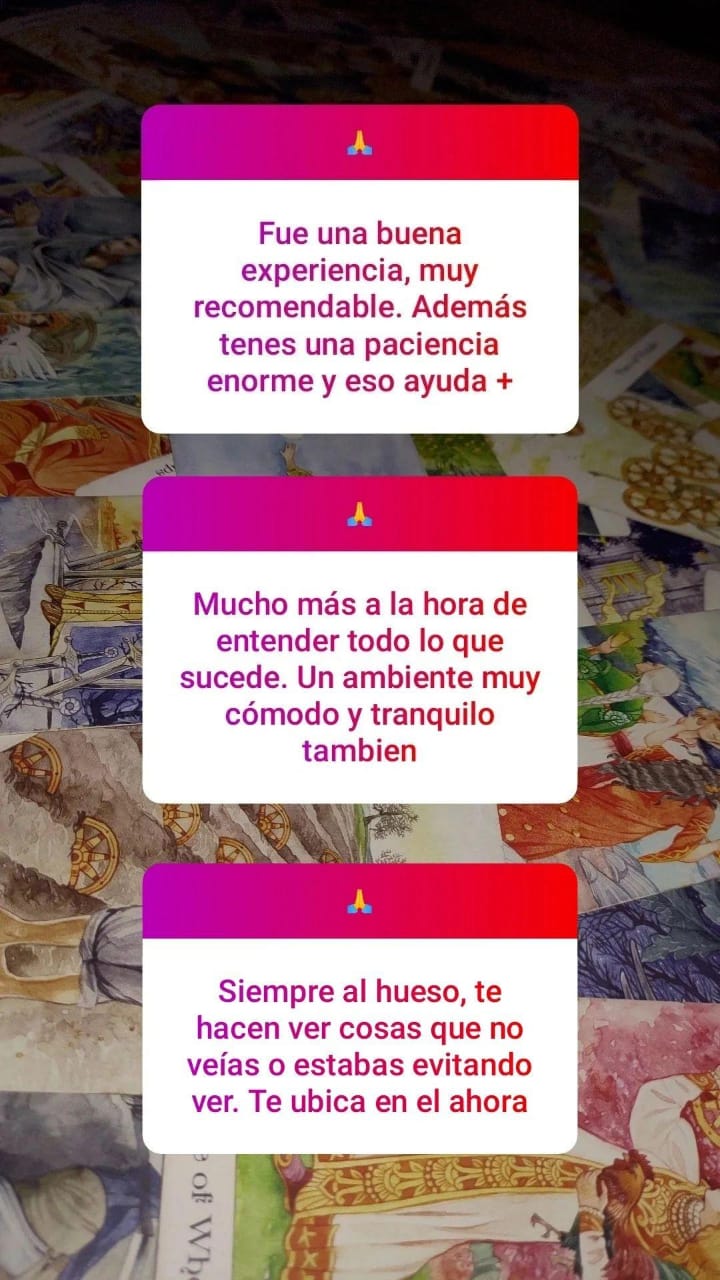 🙏
Fue una buena
experiencia, muy
recomendable. Además
tenes una paciencia
enorme y eso ayuda +
🙏
Mucho más a la hora de
entender todo lo que
sucede. Un ambiente muy
cómodo y tranquilo
tambien
🙏
Siempre al hueso, te
hacen ver cosas que no
veías o estabas evitando
ver. Te ubica en el ahora